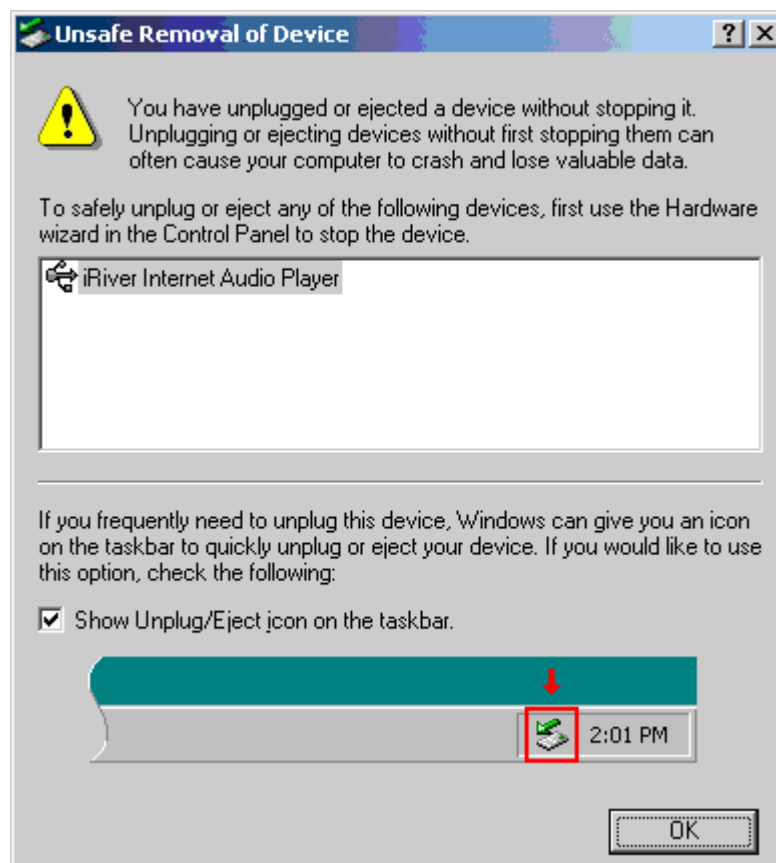 Unsafe Removal of Device
You have unplugged or ejected a device without stopping it.
Unplugging or ejecting devices without first stopping them can
often cause your computer to crash and lose valuable data.
To safely unplug or eject any of the following devices, first use the Hardware
wizard in the Control Panel to stop the device.
iRiver Internet Audio Player
If you frequently need to unplug this device, Windows can give you an icon
on the taskbar to quickly unplug or eject your device. If you would like to use
this option, check the following:
Show Unplug/Eject icon on the taskbar.
2:01 PM
OK